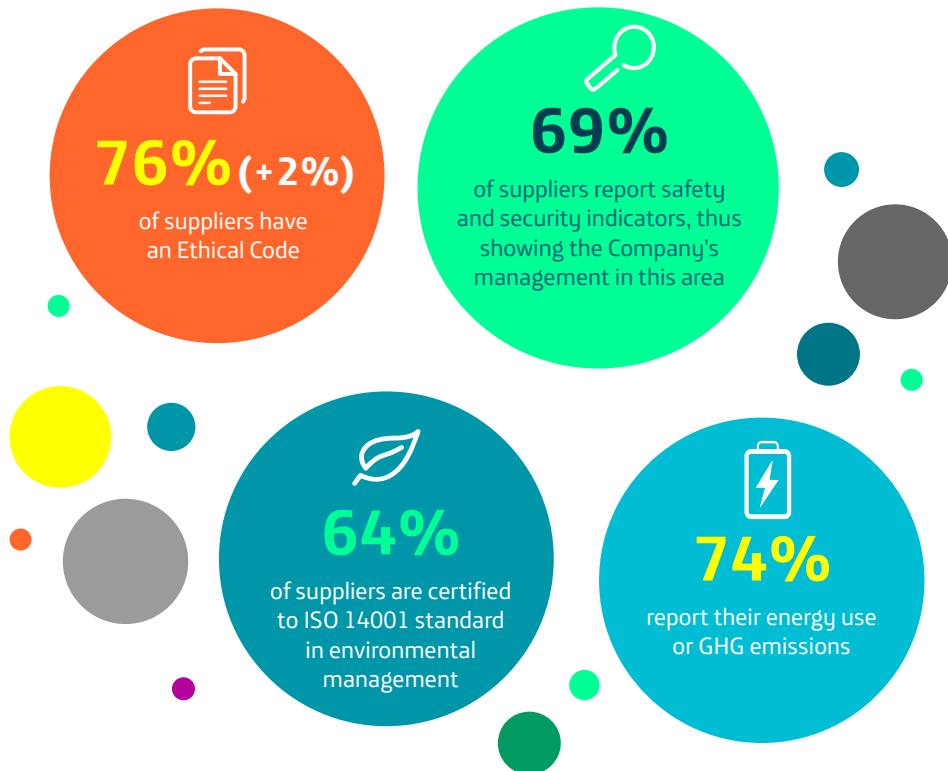 76% (+2%)
of suppliers have
an Ethical Code
69%
of suppliers report safety
and security indicators, thus
showing the Company's
management in this area
64%
of suppliers are certified
to ISO 14001 standard
in environmental
management
74%
report their energy use
or GHG emissions